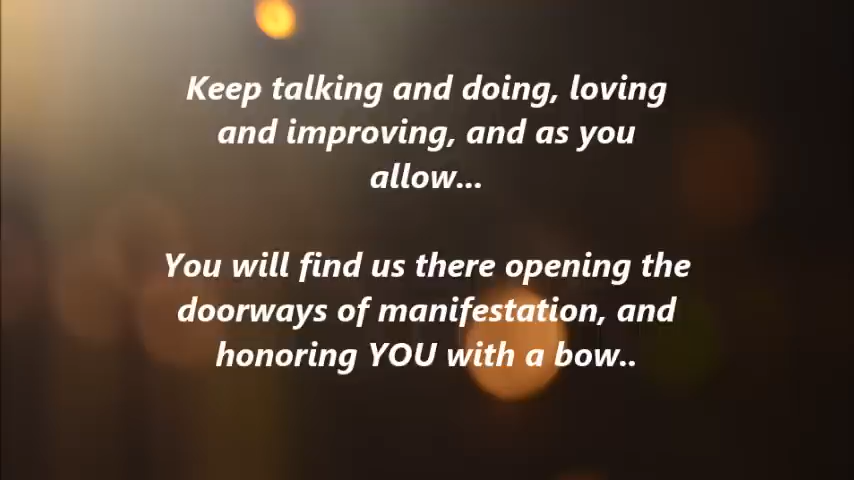 Keep talking and doing, loving
and improving, and as you
allow...
You will find us there opening the
doorways of manifestation, and
honoring YOU with a bow..